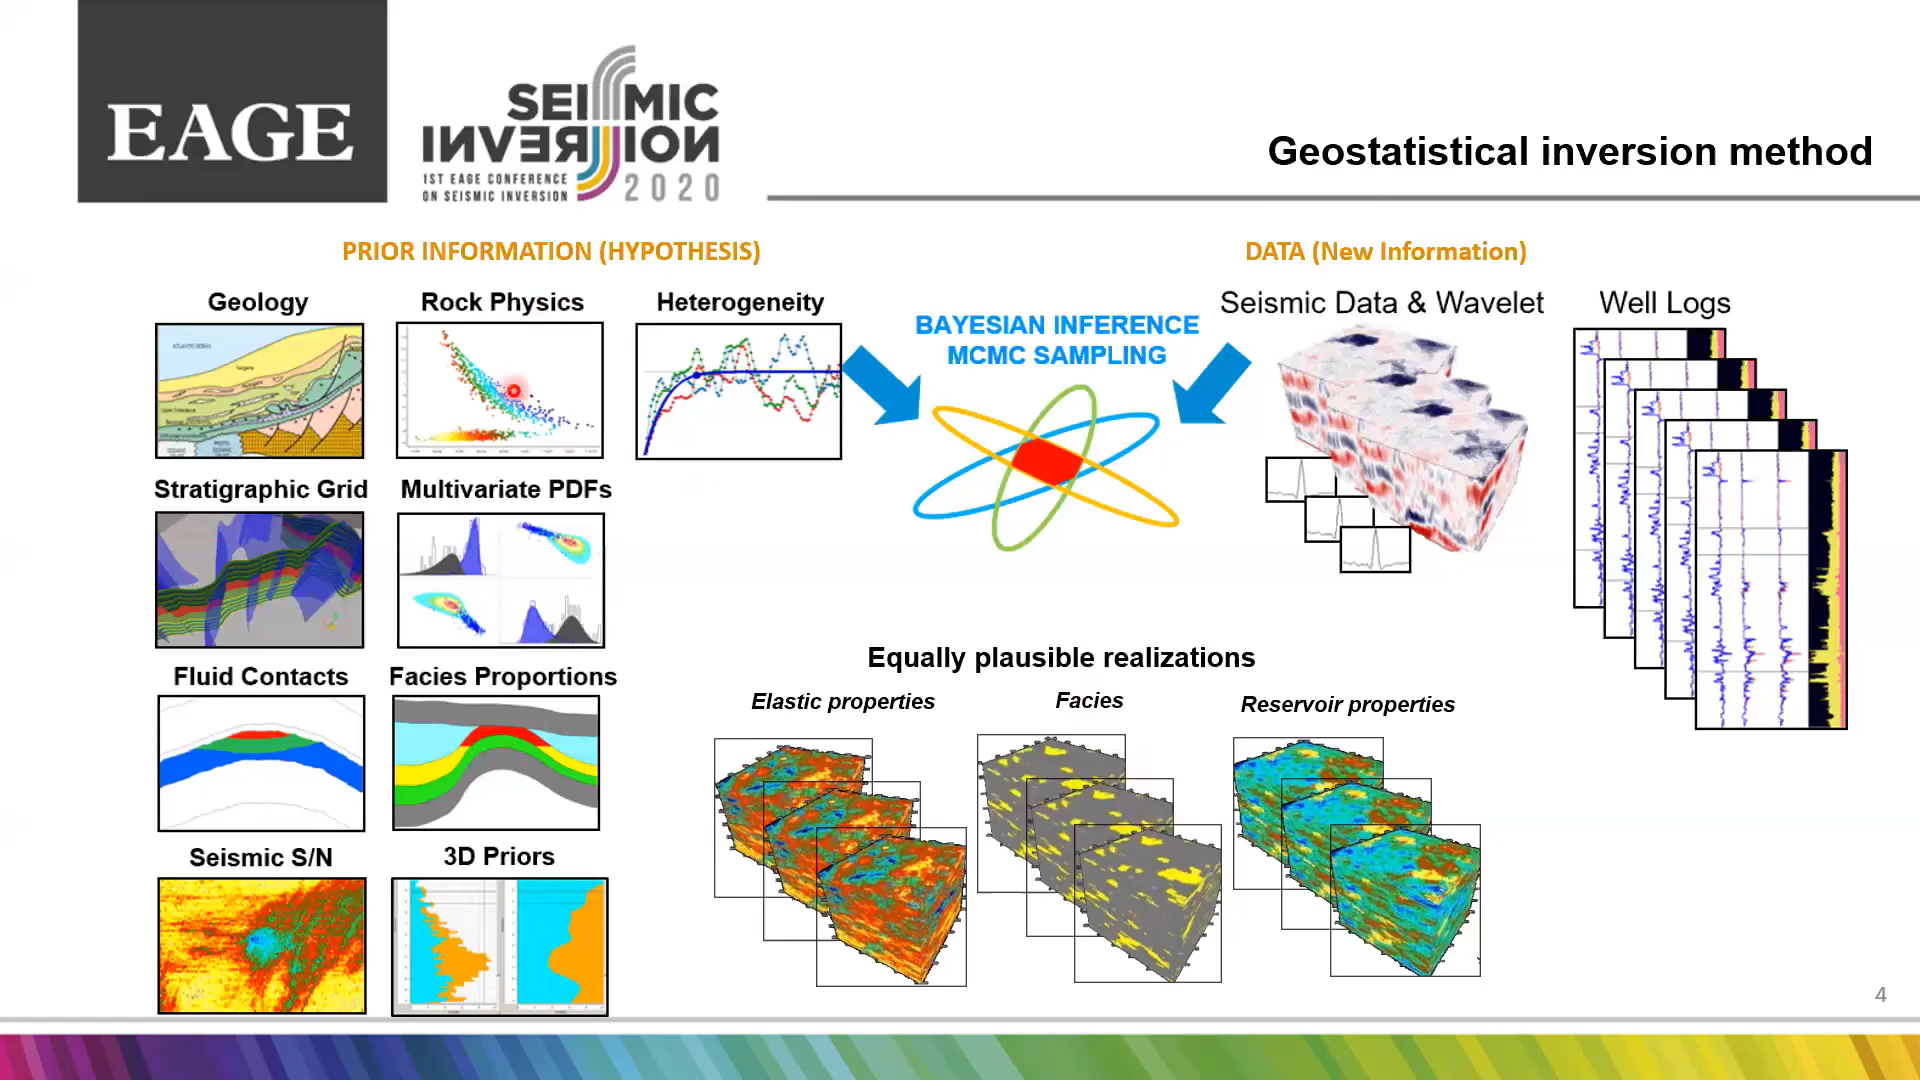 EAGE
SEISMIC
INVERSION
1ST EAGE CONFERENCE
ON SEISMIC INVERSION
2020
Geostatistical inversion method
PRIOR INFORMATION (HYPOTHESIS)
DATA (New Information)
Geology
Rock Physics
Heterogeneity
BAYESIAN INFERENCE
MCMC SAMPLING
Seismic Data & Wavelet
Well Logs
ATLANTIC OCEAN
Stratigraphic Grid
Multivariate PDFs
Fluid Contacts
Facies Proportions
Equally plausible realizations
Elastic properties
Facies
Reservoir properties
Seismic S/N
3D Priors
4